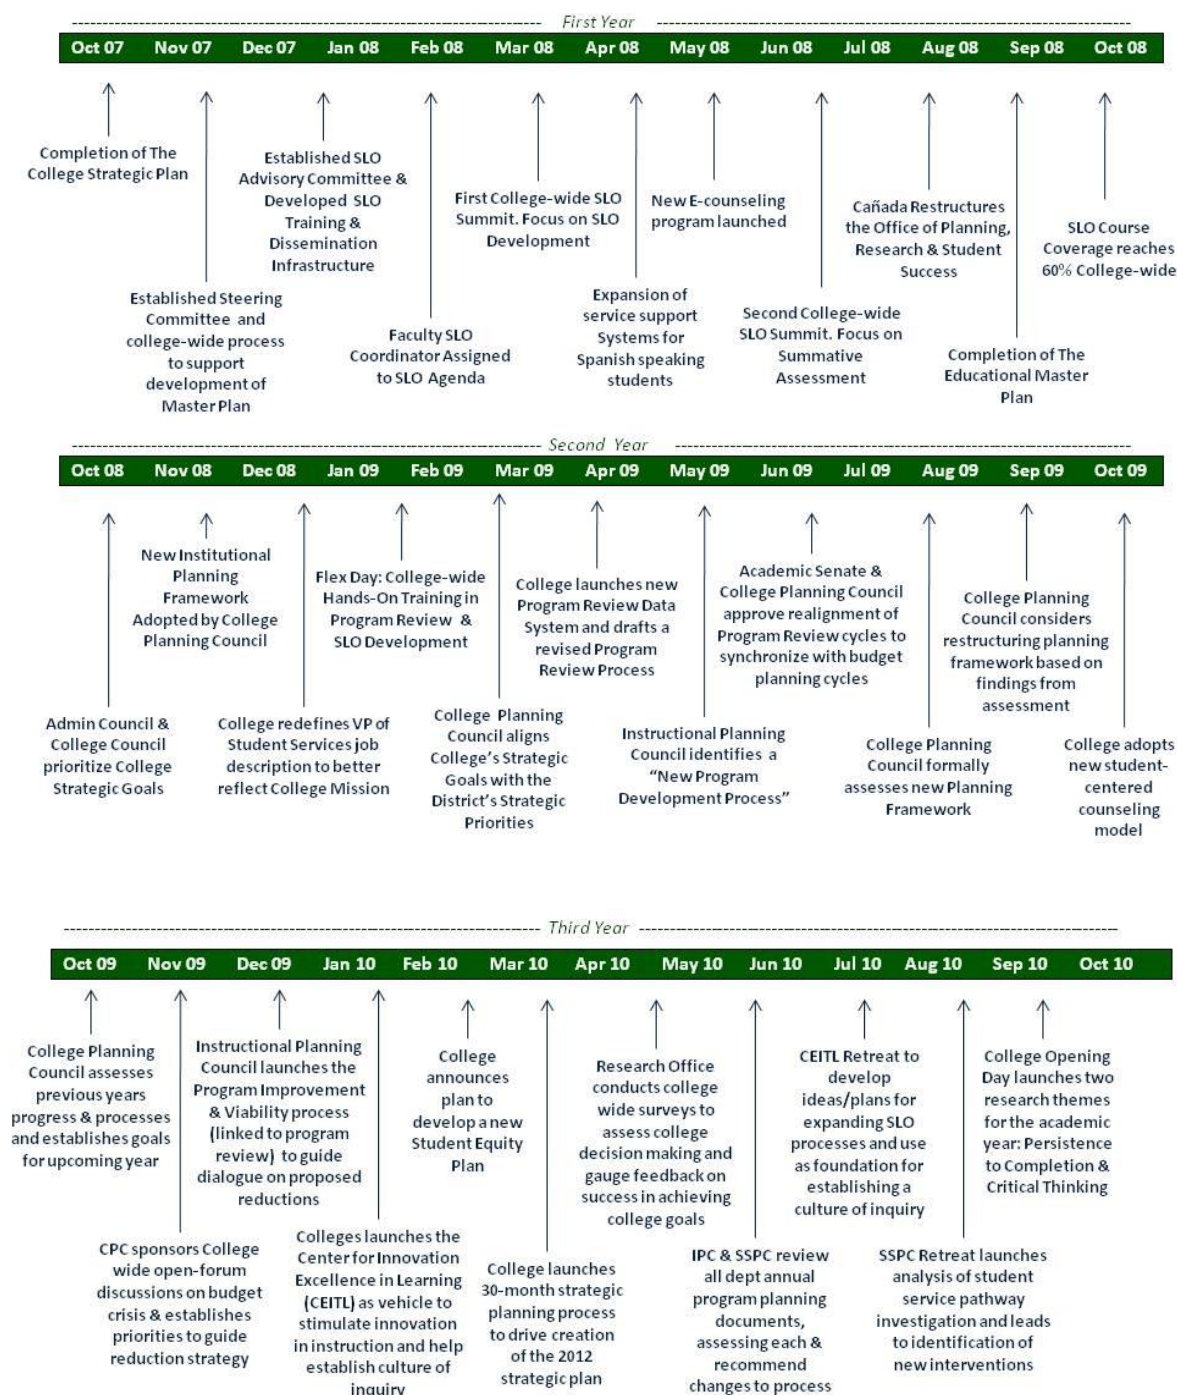 First Year
Oct 07 Nov 07 Dec 07 Jan 08 Feb 08 Mar 08 Apr 08 May 08 Jun 08 Jul 08 Aug 08 Sep 08 Oct 08
Completion of The
College Strategic Plan
Established Steering
Committee and
college-wide process
to support
development of
Master Plan
Established SLO
Advisory Committee &
Developed SLO
Training &
Dissemination
Infrastructure
Faculty SLO
Coordinator Assigned
to SLO Agenda
First College-wide SLO
Summit. Focus on SLO
Development
Expansion of
service support
Systems for
Spanish speaking
students
New E-counseling
program launched
Second College-wide
SLO Summit. Focus on
Summative
Assessment
Cañada Restructures
the Office of Planning,
Research & Student
Success
Completion of The
Educational Master
Plan
SLO Course
Coverage reaches
60% College-wide
Second Year
Oct 08 Nov 08 Dec 08 Jan 09 Feb 09 Mar 09 Apr 09 May 09 Jun 09 Jul 09 Aug 09 Sep 09 Oct 09
Admin Council &
College Council
prioritize College
Strategic Goals
New Institutional
Planning
Framework
Adopted by College
Planning Council
College redefines VP of
Student Services job
description to better
reflect College Mission
Flex Day: College-wide
Hands-On Training in
Program Review &
SLO Development
College Planning
Council aligns
College's Strategic
Goals with the
District's Strategic
Priorities
College launches new
Program Review Data
System and drafts a
revised Program
Review Process
Instructional Planning
Council identifies a
“New Program
Development Process”
Academic Senate &
College Planning Council
approve realignment of
Program Review cycles to
synchronize with budget
planning cycles
College Planning
Council formally
assesses new Planning
Framework
College Planning
Council considers
restructuring planning
framework based on
findings from
assessment
College adopts
new student-
centered
counseling
model
Third Year
Oct 09 Nov 09 Dec 09 Jan 10 Feb 10 Mar 10 Apr 10 May 10 Jun 10 Jul 10 Aug 10 Sep 10 Oct 10
College Planning
Council assesses
previous years
progress & processes
and establishes goals
for upcoming year
CPC sponsors College
wide open-forum
discussions on budget
crisis & establishes
priorities to guide
reduction strategy
Instructional Planning
Council launches the
Program Improvement
& Viability process
(linked to program
review) to guide
dialogue on proposed
reductions
Colleges launches the
Center for Innovation
Excellence in Learning
(CEITL) as vehicle to
stimulate innovation
in instruction and help
establish culture of
inquiry
College
announces
plan to
develop a new
Student Equity
Plan
College launches
30-month strategic
planning process
to drive creation
of the 2012
strategic plan
Research Office
conducts college
wide surveys to
assess college
decision making and
gauge feedback on
success in achieving
college goals
IPC & SSPC review
all dept annual
program planning
documents,
assessing each &
recommend
changes to process
CEITL Retreat to
develop
ideas/plans for
expanding SLO
processes and use
as foundation for
establishing a
culture of inquiry
SSPC Retreat launches
analysis of student
service pathway
investigation and leads
to identification of
new interventions
College Opening
Day launches two
research themes
for the academic
year: Persistence
to Completion &
Critical Thinking